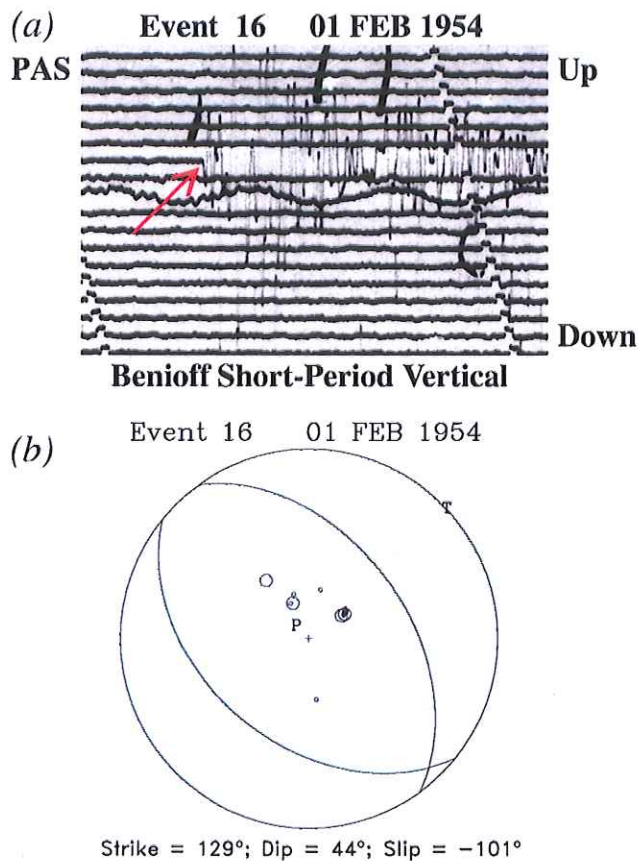 (a) Event 16 01 FEB 1954
PAS Up
Down
Benioff Short-Period Vertical
(b) Event 16 01 FEB 1954
T
P
Strike = 129°; Dip = 44°; Slip = -101°